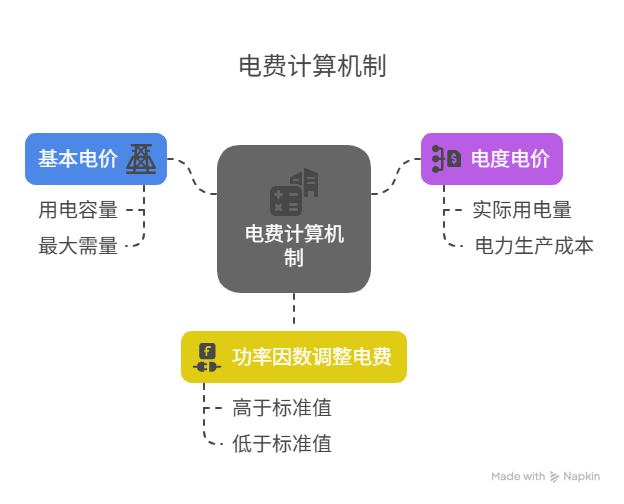 电费计算机制
基本电价
用电容量
最大需量
电费计算机
制
电度电价
实际用电量
电力生产成本
功率因数调整电费
高于标准值
低于标准值
Made with Napkin